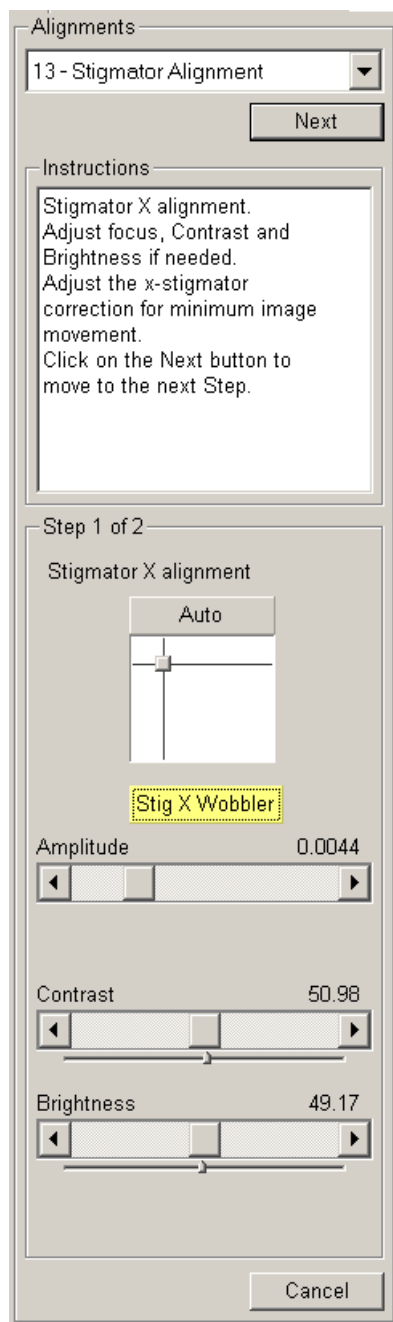 Alignments
13 - Stigmator Alignment
Next
Instructions
Stigmator X alignment.
Adjust focus, Contrast and
Brightness if needed.
Adjust the x-stigmator
correction for minimum image
movement.
Click on the Next button to
move to the next Step.
Step 1 of 2
Stigmator X alignment
Auto
Stig X Wobbler
Amplitude 0.0044
Contrast 50.98
Brightness 49.17
Cancel